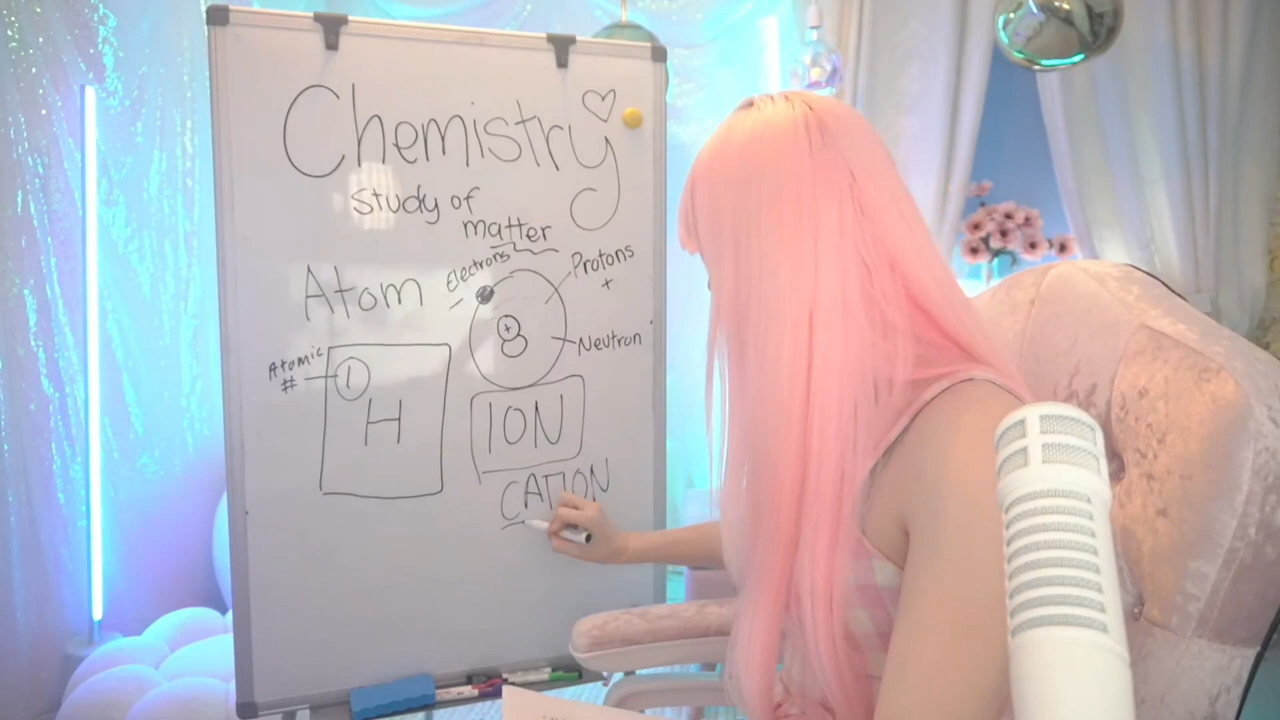 Chemistry
study of
matter
Atom
Electrons
-
Protons
+
+
Neutron
Atomic
#
1
H
ION
CATION